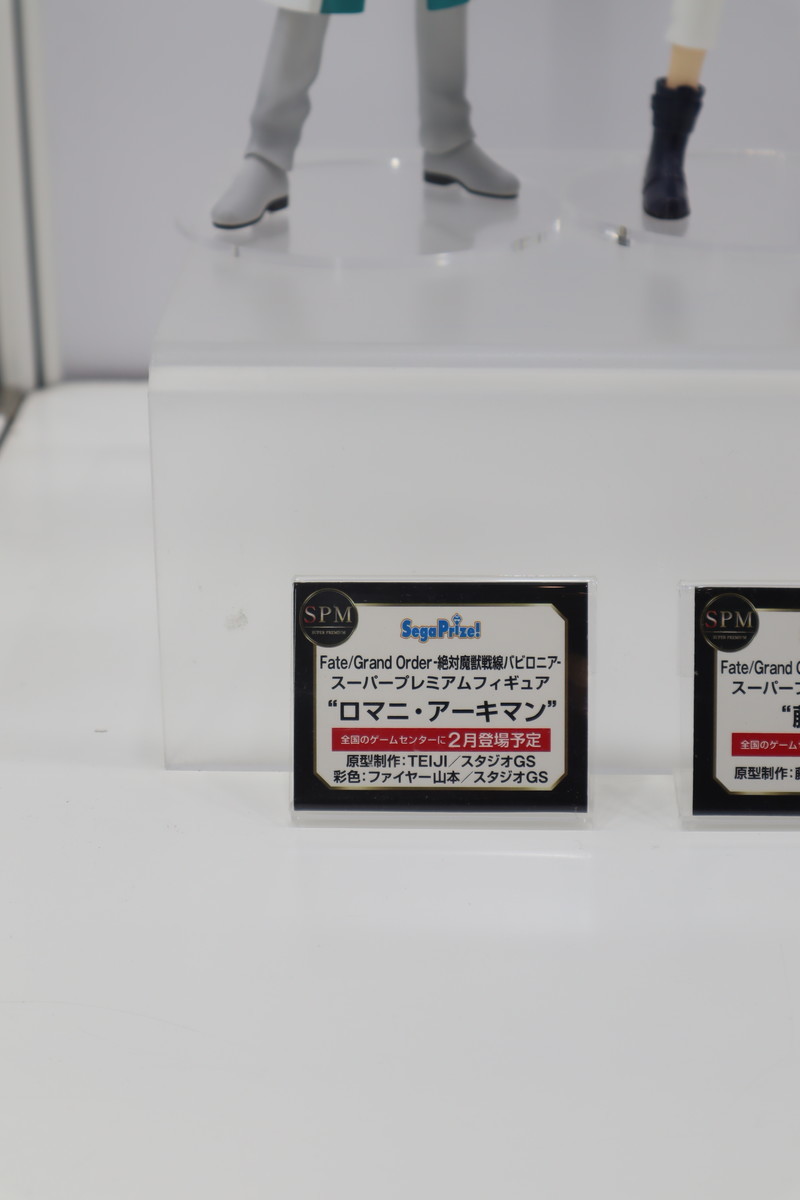 SPM
SUPER PREMIUM
SegaPrize!
Fate/Grand Order -絶対魔獣戦線バビロニア-
スーパープレミアムフィギュア
“ロマニ・アーキマン”
全国のゲームセンターに2月登場予定
原型制作:TEIJI/スタジオGS
彩色:ファイヤー山本/スタジオGS
SPM
SUPER PREMIUM
Fate/Grand
スーパー
“藤
全国のゲーム
原型制作: